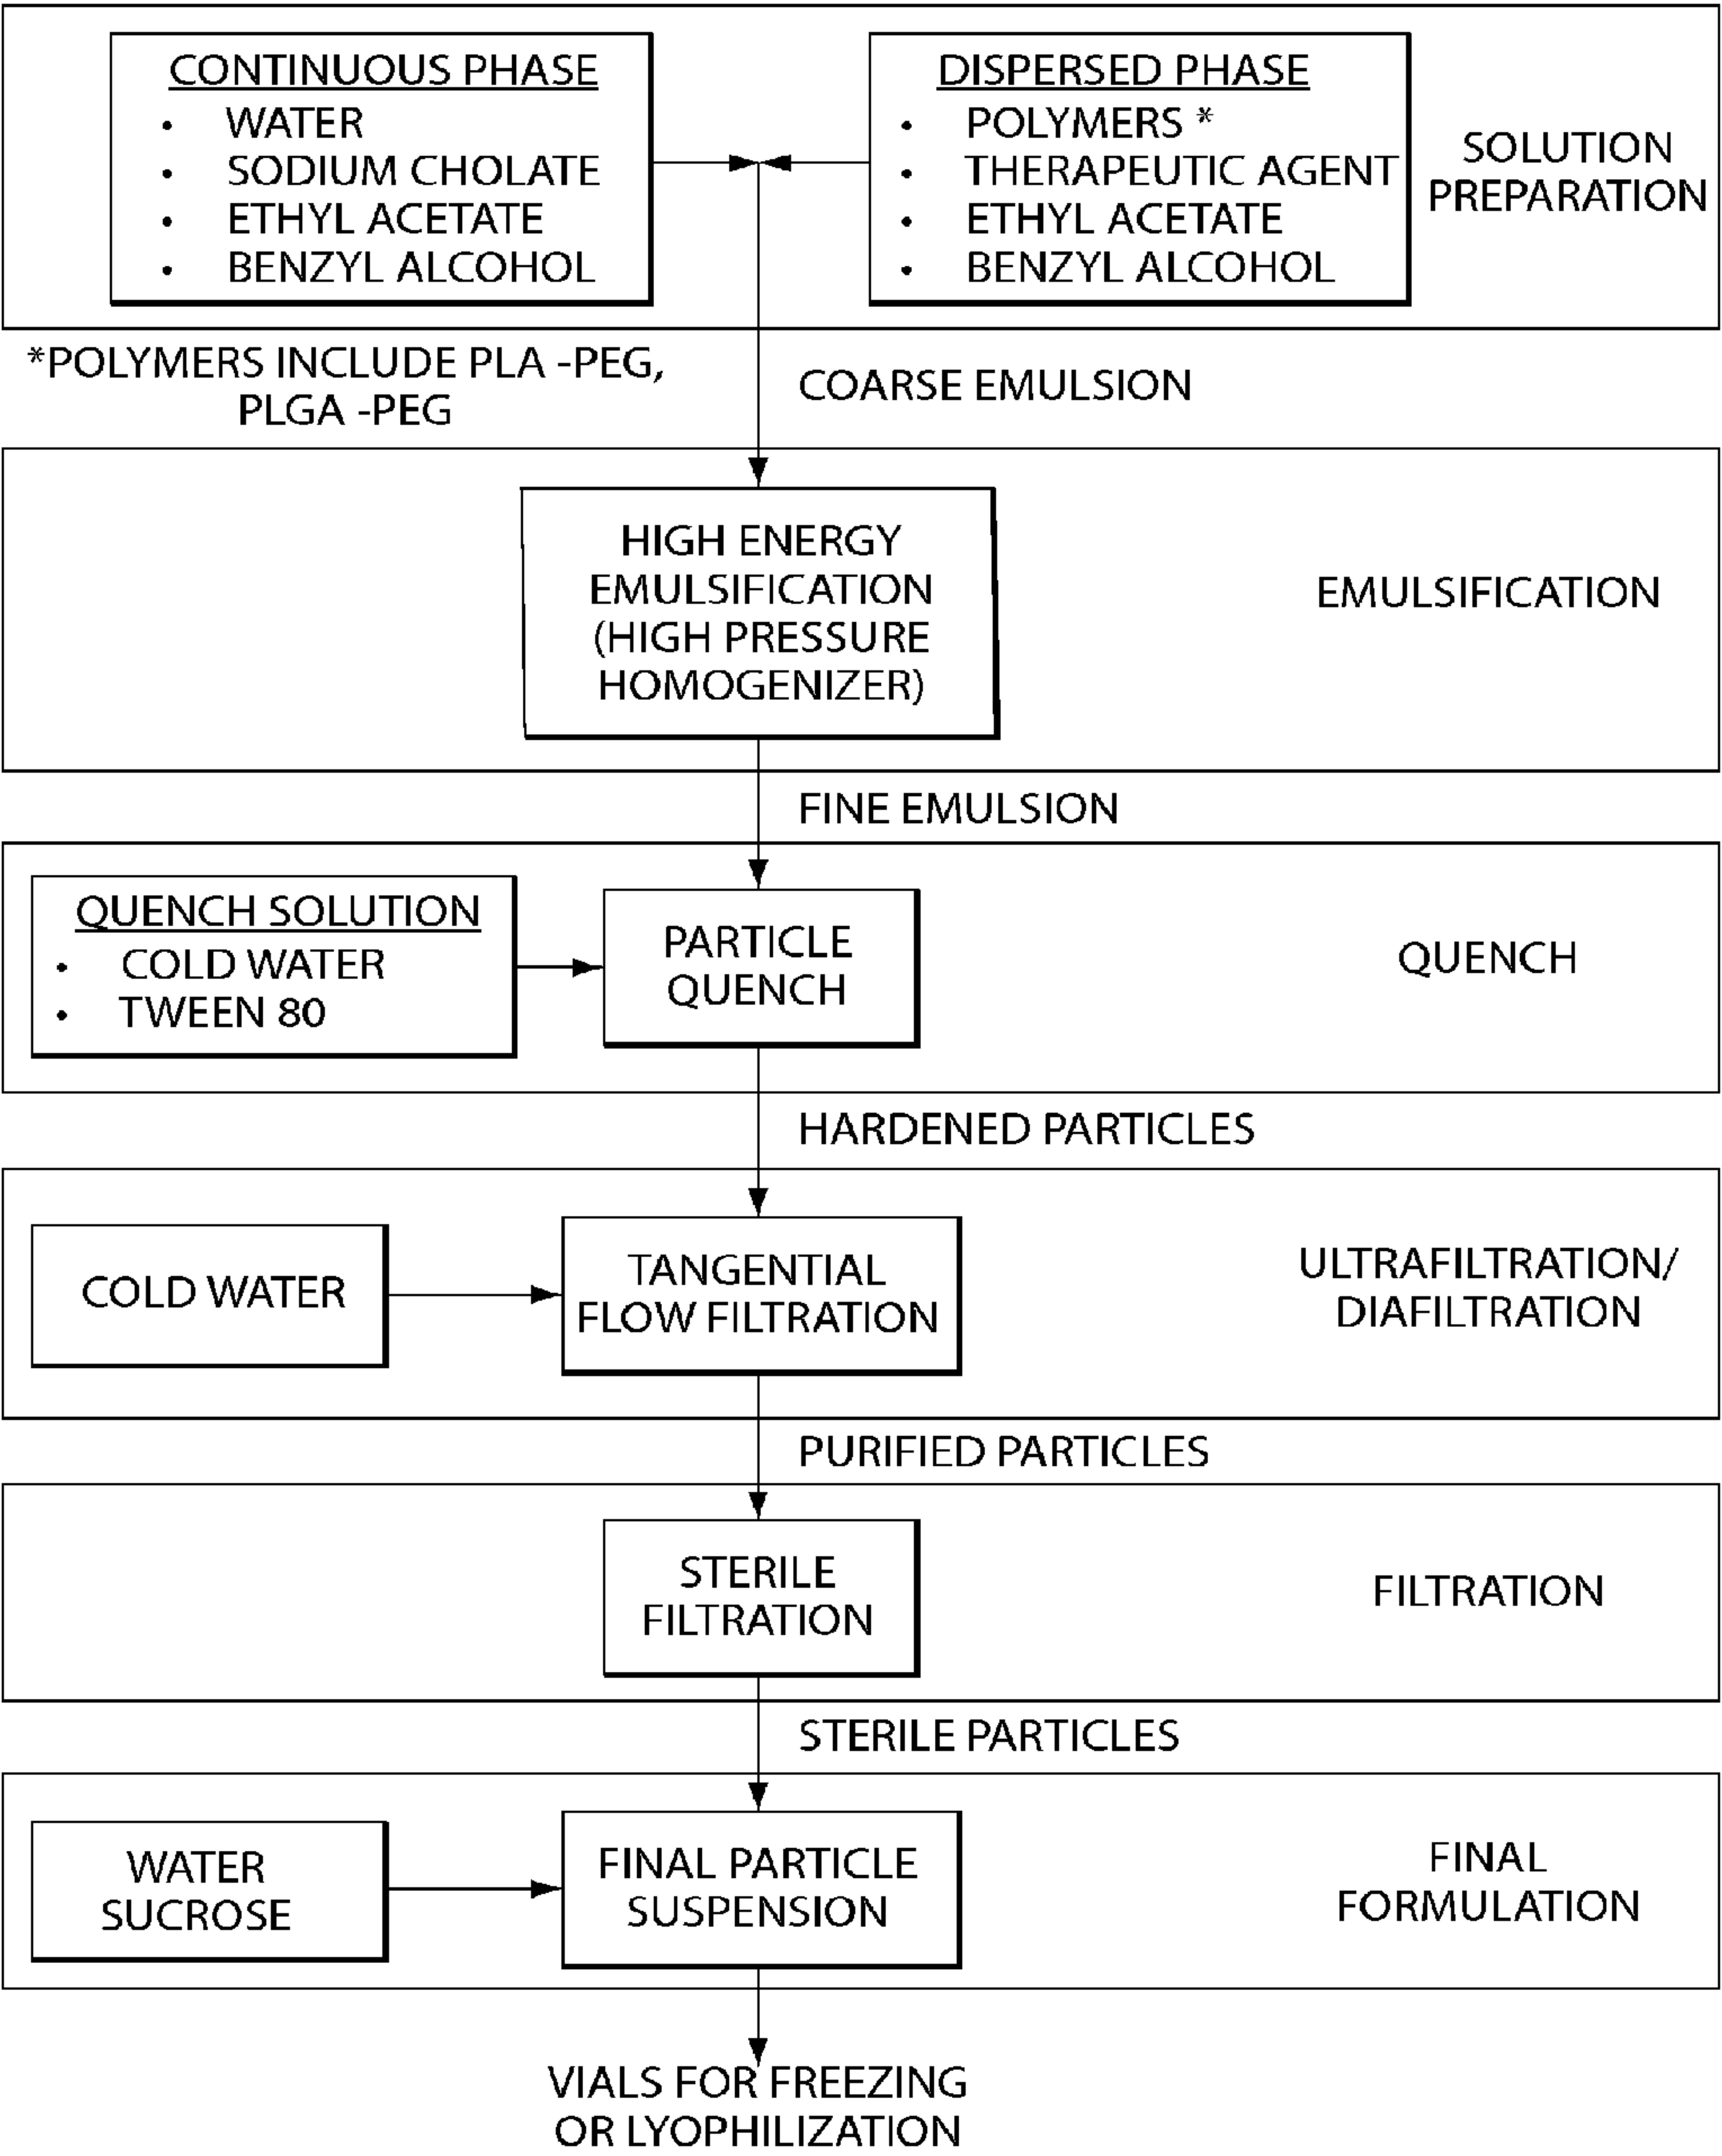 CONTINUOUS PHASE
• WATER
• SODIUM CHOLATE
• ETHYL ACETATE
• BENZYL ALCOHOL
DISPERSED PHASE
• POLYMERS *
• THERAPEUTIC AGENT
• ETHYL ACETATE
• BENZYL ALCOHOL
SOLUTION
PREPARATION
*POLYMERS INCLUDE PLA -PEG,
PLGA -PEG
COARSE EMULSION
HIGH ENERGY
EMULSIFICATION
(HIGH PRESSURE
HOMOGENIZER)
EMULSIFICATION
FINE EMULSION
QUENCH SOLUTION
• COLD WATER
• TWEEN 80
PARTICLE
QUENCH
QUENCH
HARDENED PARTICLES
COLD WATER
TANGENTIAL
FLOW FILTRATION
ULTRAFILTRATION/
DIAFILTRATION
PURIFIED PARTICLES
STERILE
FILTRATION
FILTRATION
STERILE PARTICLES
WATER
SUCROSE
FINAL PARTICLE
SUSPENSION
FINAL
FORMULATION
VIALS FOR FREEZING
OR LYOPHILIZATION